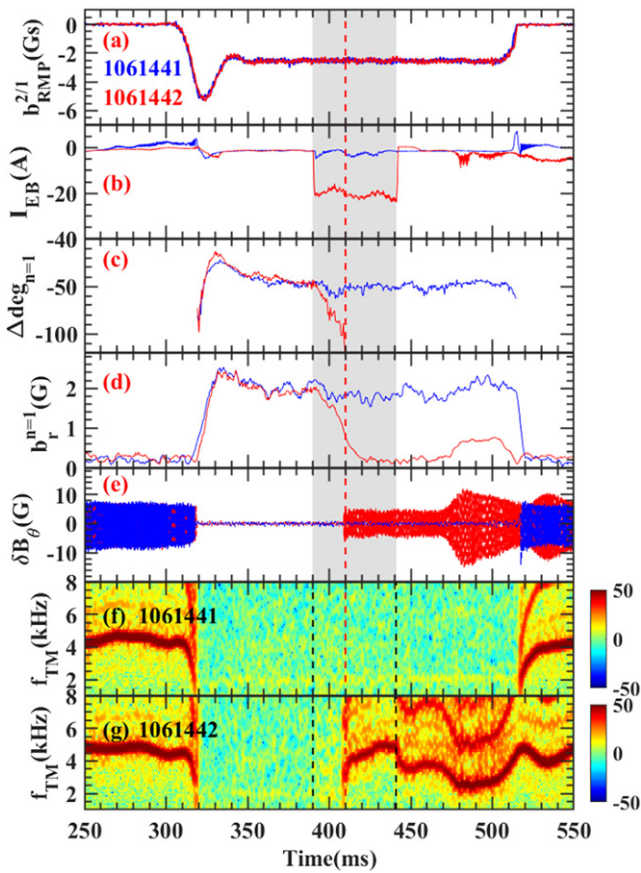 0
-2
-4
-6
b_RMP^2/1(Gs)
(a)
1061441
1061442
0
-20
-40
I_EB(A)
(b)
-50
-100
Δdeg_n=1
(c)
2
1
0
b_r^n=1(G)
(d)
10
0
-10
δB_θ(G)
(e)
8
6
4
2
f_TM(kHz)
(f) 1061441
50
0
-50
8
6
4
2
f_TM(kHz)
(g) 1061442
50
0
-50
250 300 350 400 450 500 550
Time(ms)